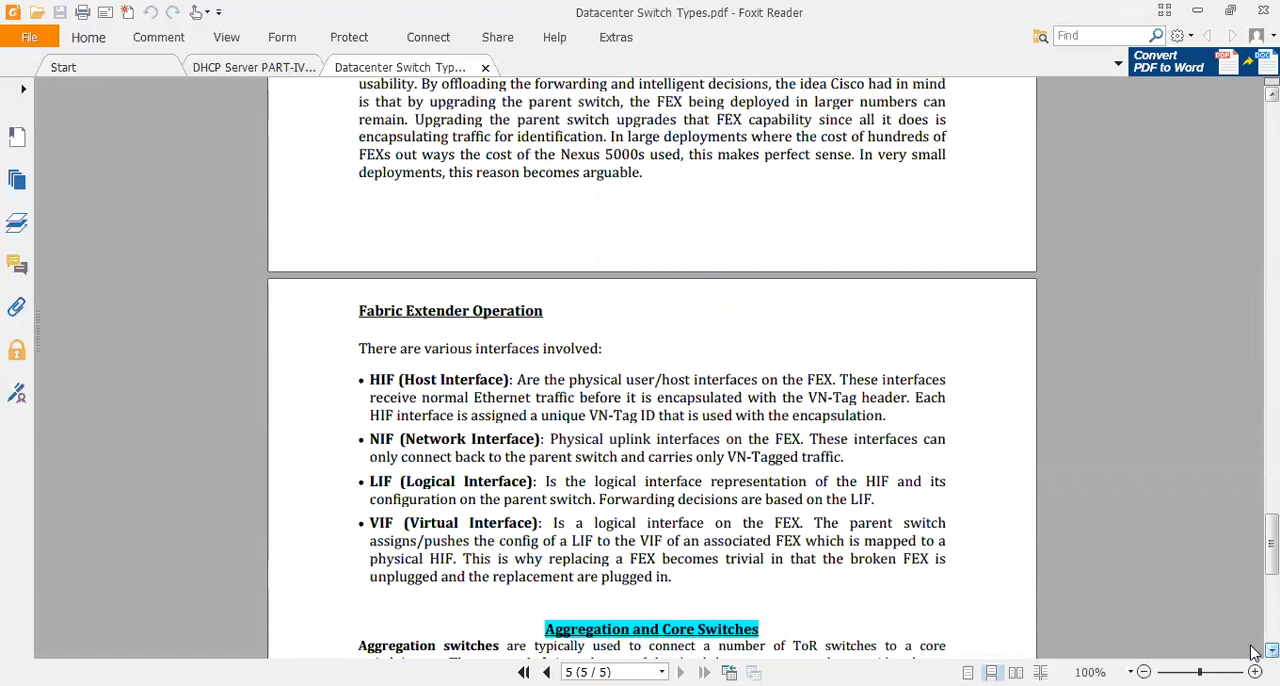 Datacenter Switch Types.pdf - Foxit Reader
File Home Comment View Form Protect Connect Share Help Extras
Find
Start DHCP Server PART-IV... Datacenter Switch Typ...
Convert
PDF to Word
usability. By offloading the forwarding and intelligent decisions, the idea Cisco had in mind
is that by upgrading the parent switch, the FEX being deployed in larger numbers can
remain. Upgrading the parent switch upgrades that FEX capability since all it does is
encapsulating traffic for identification. In large deployments where the cost of hundreds of
FEXs out ways the cost of the Nexus 5000s used, this makes perfect sense. In very small
deployments, this reason becomes arguable.
Fabric Extender Operation
There are various interfaces involved:
• HIF (Host Interface): Are the physical user/host interfaces on the FEX. These interfaces
receive normal Ethernet traffic before it is encapsulated with the VN-Tag header. Each
HIF interface is assigned a unique VN-Tag ID that is used with the encapsulation.
• NIF (Network Interface): Physical uplink interfaces on the FEX. These interfaces can
only connect back to the parent switch and carries only VN-Tagged traffic.
• LIF (Logical Interface): Is the logical interface representation of the HIF and its
configuration on the parent switch. Forwarding decisions are based on the LIF.
• VIF (Virtual Interface): Is a logical interface on the FEX. The parent switch
assigns/pushes the config of a LIF to the VIF of an associated FEX which is mapped to a
physical HIF. This is why replacing a FEX becomes trivial in that the broken FEX is
unplugged and the replacement are plugged in.
Aggregation and Core Switches
Aggregation switches are typically used to connect a number of ToR switches to a core
5 (5 / 5)
100%